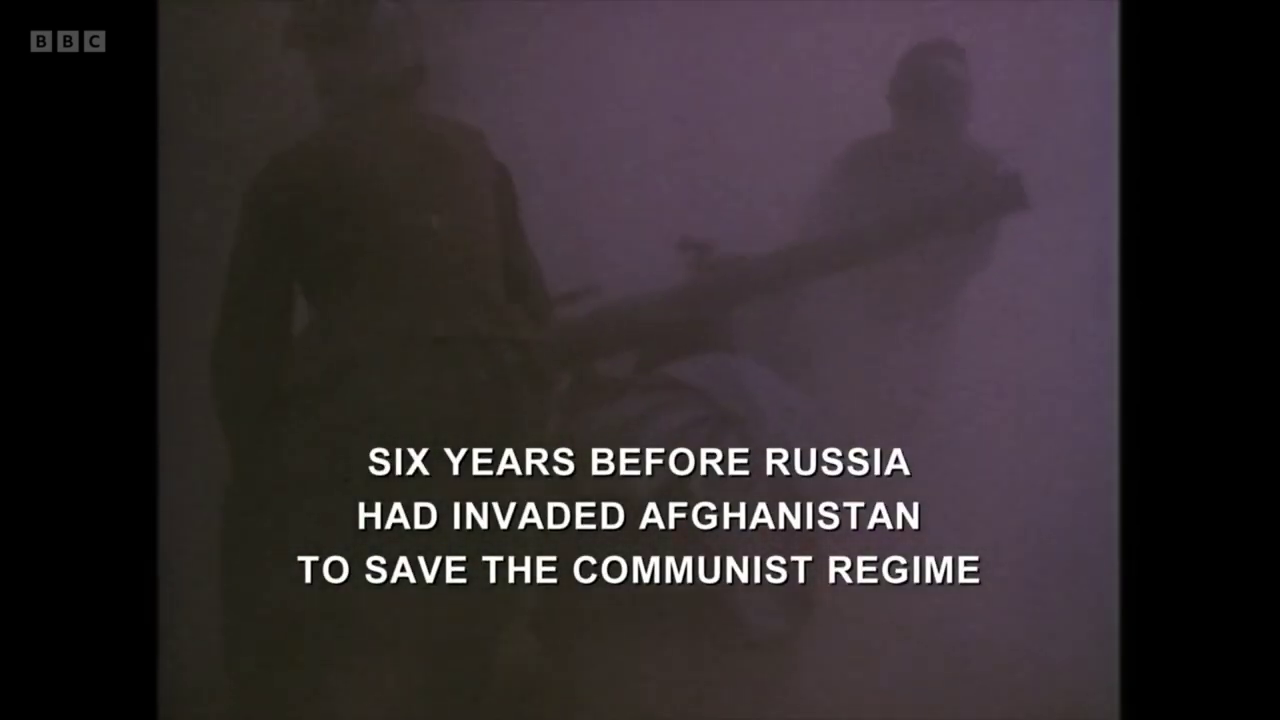 BBC
SIX YEARS BEFORE RUSSIA
HAD INVADED AFGHANISTAN
TO SAVE THE COMMUNIST REGIME